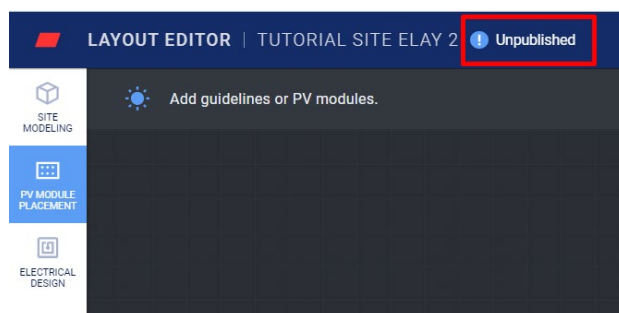 LAYOUT EDITOR | TUTORIAL SITE ELAY 2 ! Unpublished
Add guidelines or PV modules.
SITE
MODELING
PV MODULE
PLACEMENT
ELECTRICAL
DESIGN